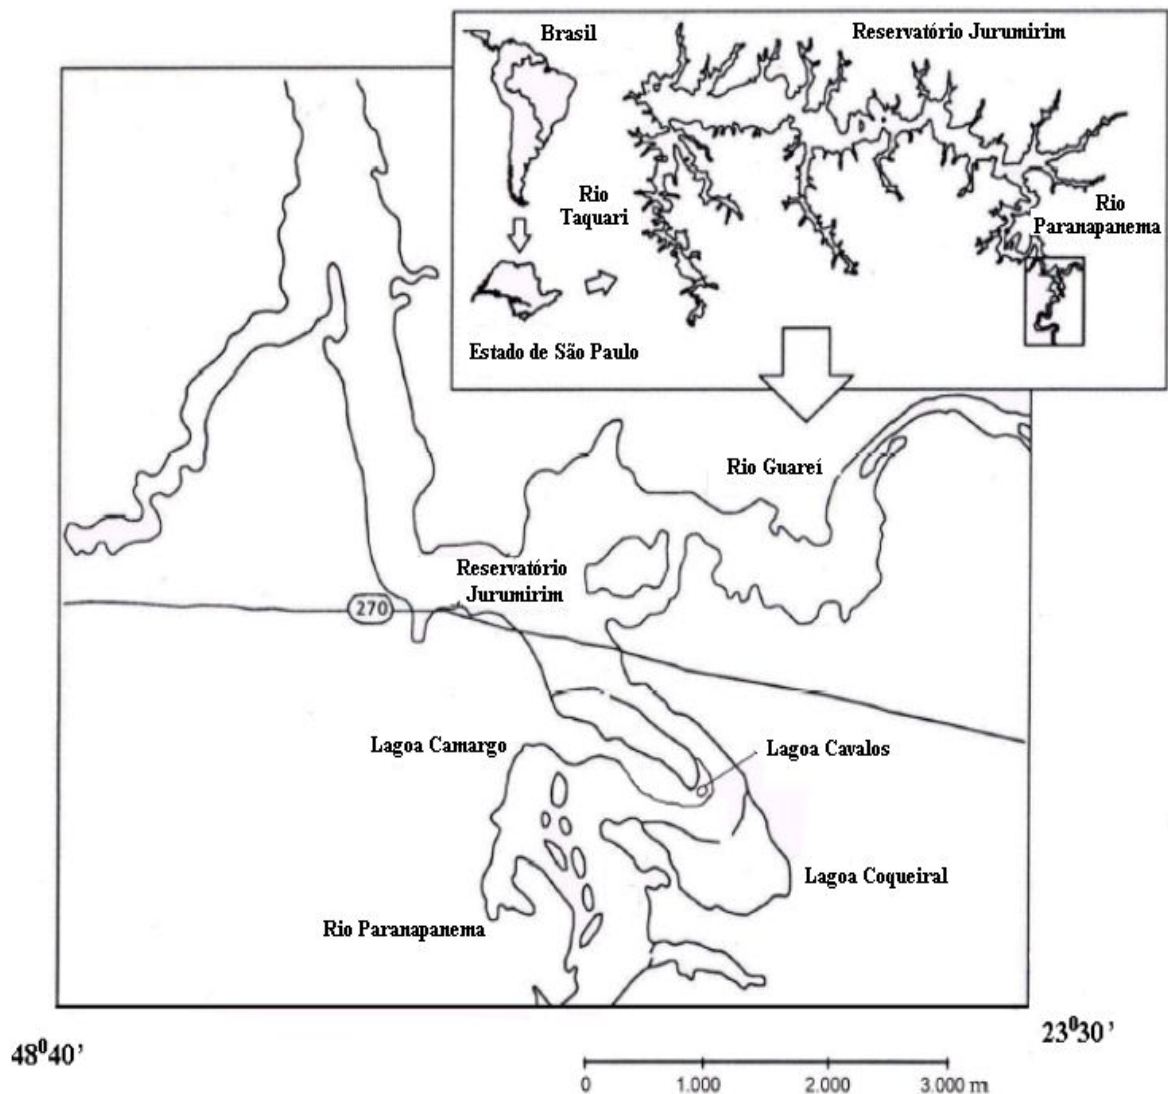 Brasil
Reservatório Jurumirim
Rio
Taquari
Rio
Paranapanema
Estado de São Paulo
Rio Guareí
Reservatório
Jurumirim
270
Lagoa Camargo
Lagoa Cavalos
Lagoa Coqueiral
Rio Paranapanema
48⁰40’
23⁰30’
0 1.000 2.000 3.000 m